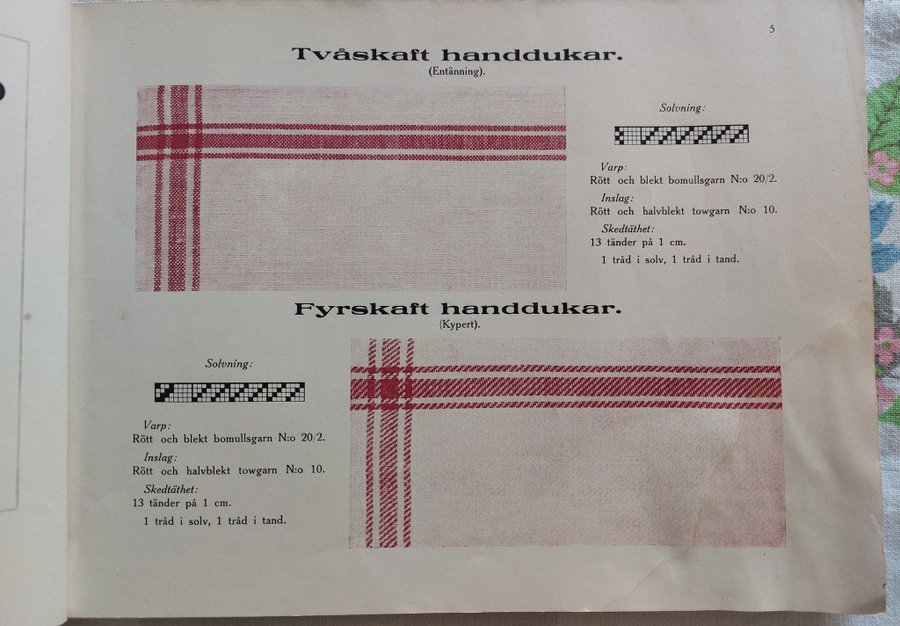 5
Tvåskaft handdukar.
(Entänning).
Solvning:
Varp:
Rött och blekt bomullsgarn N:o 20/2.
Inslag:
Rött och halvblekt towgarn N:o 10.
Skedtäthet:
13 tänder på 1 cm.
1 tråd i solv, 1 tråd i tand.
Fyrskaft handdukar.
(Kypert).
Solvning:
Varp:
Rött och blekt bomullsgarn N:o 20/2.
Inslag:
Rött och halvblekt towgarn N:o 10.
Skedtäthet:
13 tänder på 1 cm.
1 tråd i solv, 1 tråd i tand.